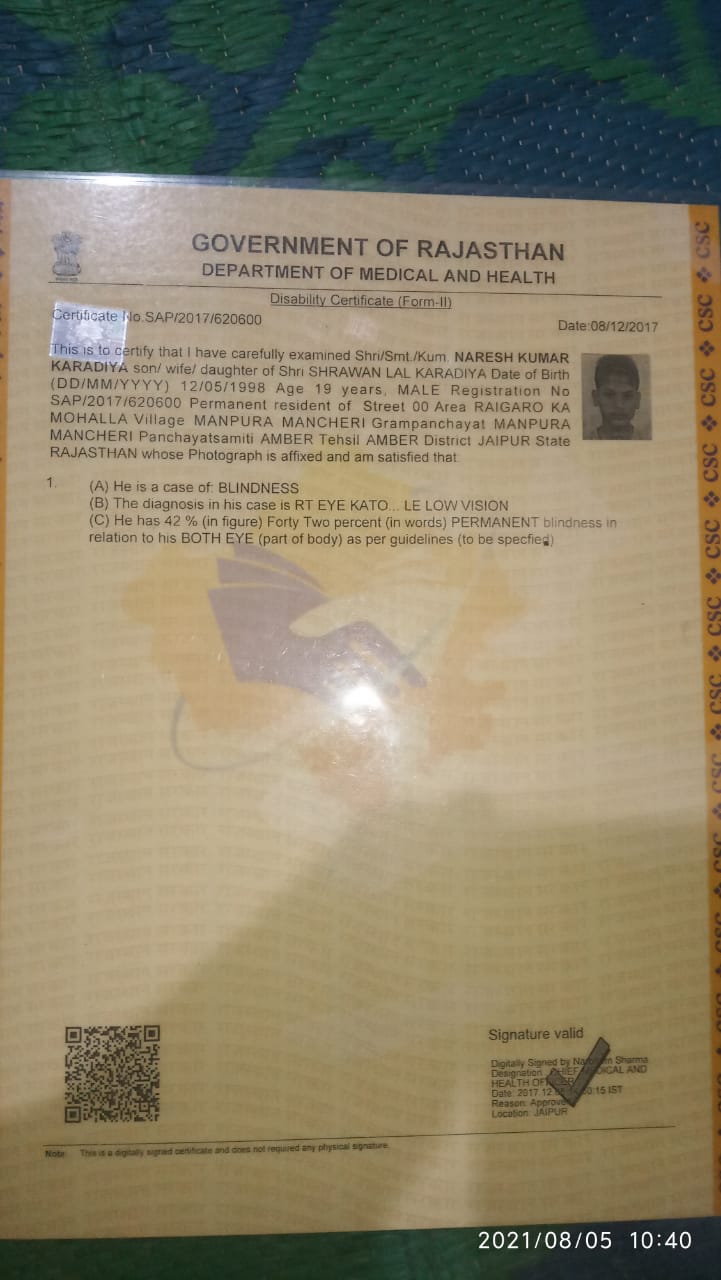 GOVERNMENT OF RAJASTHAN
DEPARTMENT OF MEDICAL AND HEALTH
Disability Certificate (Form-II)
Certificate No.SAP/2017/620600
Date:08/12/2017
This is to certify that I have carefully examined Shri/Smt./Kum. NARESH KUMAR
KARADIYA son/ wife/ daughter of Shri SHRAWAN LAL KARADIYA Date of Birth
(DD/MM/YYYY) 12/05/1998 Age 19 years, MALE Registration No
SAP/2017/620600 Permanent resident of Street 00 Area RAIGARO KA
MOHALLA Village MANPURA MANCHERI Grampanchayat MANPURA
MANCHERI Panchayatsamiti AMBER Tehsil AMBER District JAIPUR State
RAJASTHAN whose Photograph is affixed and am satisfied that
1.
(A) He is a case of: BLINDNESS
(B) The diagnosis in his case is RT EYE KATO... LE LOW VISION
(C) He has 42 % (in figure) Forty Two percent (in words) PERMANENT blindness in
relation to his BOTH EYE (part of body) as per guidelines (to be specfied)
Signature valid
Digitally Signed by Sharma
Designation CHIEF MEDICAL AND
HEALTH OFFICER
Date: 2017.12. IST
Reason: Approved
Location: JAIPUR
Note: This is a digitally signed certificate and does not required any physical signature.
CSC ❖ CSC ❖ CSC ❖ CSC ❖ CSC ❖ CSC ❖ CSC
2021/08/05 10:40